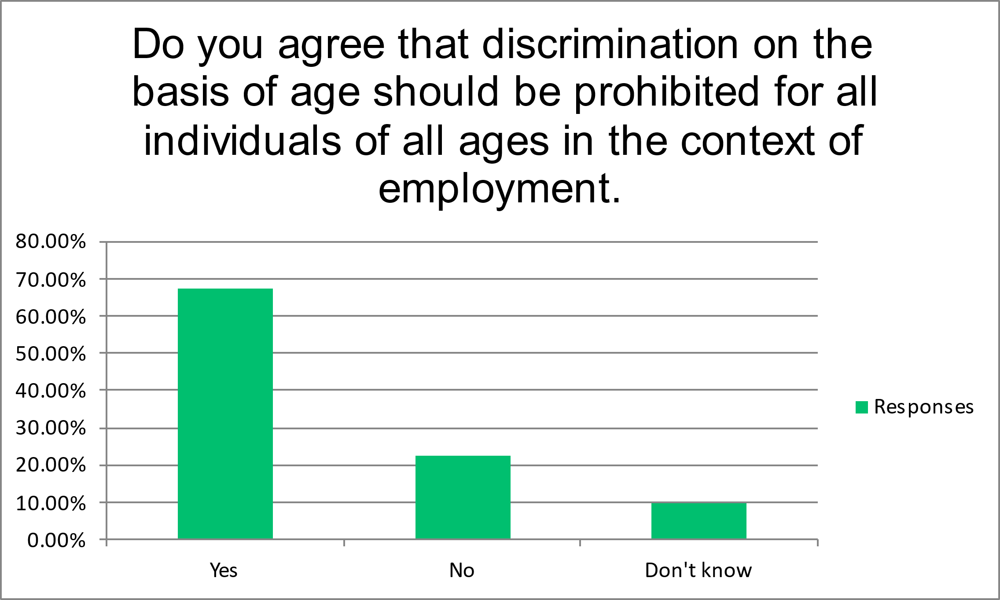 Do you agree that discrimination on the
basis of age should be prohibited for all
individuals of all ages in the context of
employment.
80.00%
70.00%
60.00%
50.00%
40.00%
30.00%
20.00%
10.00%
0.00%
Yes
No
Don't know
Responses